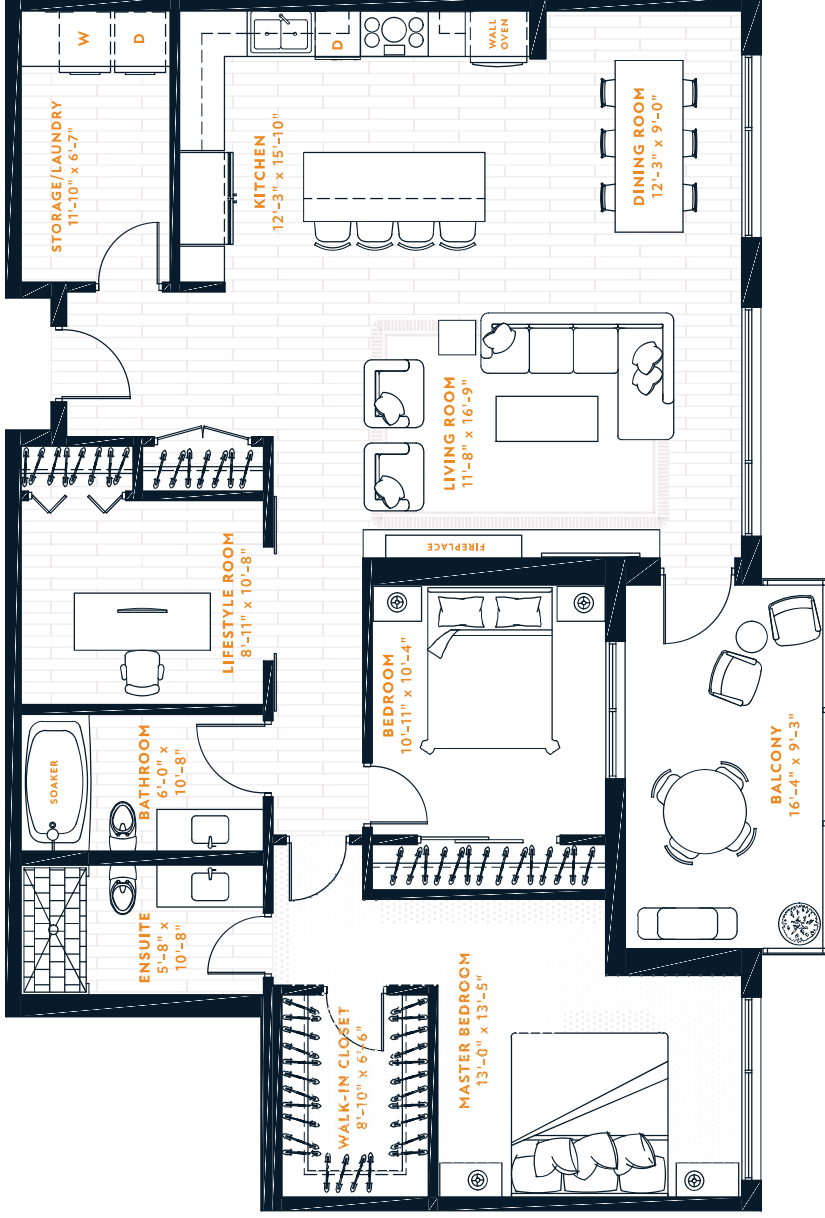 W
D
STORAGE/LAUNDRY
11'-10" x 6'-7"
D
WALL
OVEN
KITCHEN
12'-3" x 15'-10"
DINING ROOM
12'-3" x 9'-0"
LIVING ROOM
11'-8" x 16'-9"
FIREPLACE
LIFESTYLE ROOM
8'-11" x 10'-8"
BEDROOM
10'-11" x 10'-4"
SOAKER
BATHROOM
6'-0" x
10'-8"
BALCONY
16'-4" x 9'-3"
ENSUITE
5'-8" x
10'-8"
WALK-IN CLOSET
8'-10" x 6'-6"
MASTER BEDROOM
13'-0" x 13'-5"